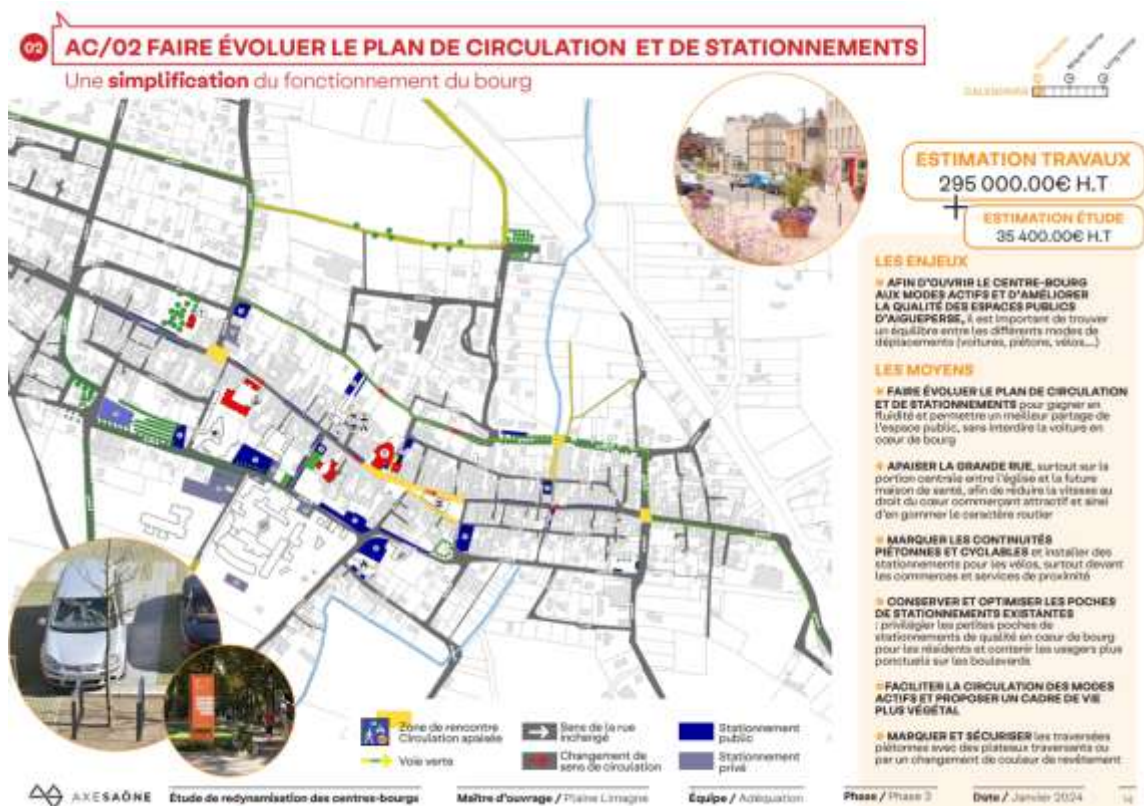 02
AC/02 FAIRE ÉVOLUER LE PLAN DE CIRCULATION ET DE STATIONNEMENTS
Une simplification du fonctionnement du bourg
CALENDRIER
ESTIMATION TRAVAUX
295 000.00€ H.T
+
ESTIMATION ÉTUDE
35 400.00€ H.T
LES ENJEUX
AFIN D'OUVRIR LE CENTRE-BOURG
AUX MODES ACTIFS ET D'AMÉLIORER
LA QUALITÉ DES ESPACES PUBLICS
D'AIGUEPERSE, il est important de trouver
un équilibre entre les différents modes de
déplacements (voitures, piétons, vélos,...)
LES MOYENS
FAIRE ÉVOLUER LE PLAN DE CIRCULATION
ET DE STATIONNEMENTS pour gagner en
fluidité et permettre un meilleur partage de
l'espace public, sans interdire la voiture en
cœur de bourg
APAISER LA GRANDE RUE, surtout sur la
portion centrale entre l'église et la future
maison de santé, afin de réduire la vitesse au
droit du cœur commerçant attractif et ainsi
d'en gommer le caractère routier
MARQUER LES CONTINUITÉS
PIÉTONNES ET CYCLABLES et installer des
stationnements pour les vélos, surtout devant
les commerces et services de proximité
CONSERVER ET OPTIMISER LES POCHES
DE STATIONNEMENTS EXISTANTES
: privilégier les petites poches de
stationnements de qualité en cœur de bourg
pour les résidents et contenir les usagers plus
ponctuels sur les boulevards
FACILITER LA CIRCULATION DES MODES
ACTIFS ET PROPOSER UN CADRE DE VIE
PLUS VÉGÉTAL
MARQUER ET SÉCURISER les traversées
piétonnes avec des plateaux traversants ou
par un changement de couleur de revêtement
Zone de rencontre
Circulation apaisée
Voie verte
Sens de la rue
inchangé
Changement de
sens de circulation
Stationnement
public
Stationnement
privé
AXESAÔNE
Étude de redynamisation des centres-bourgs
Maître d'ouvrage / Plaine Limagne
Équipe / Adéquation
Phase / Phase 3
Date / Janvier 2024